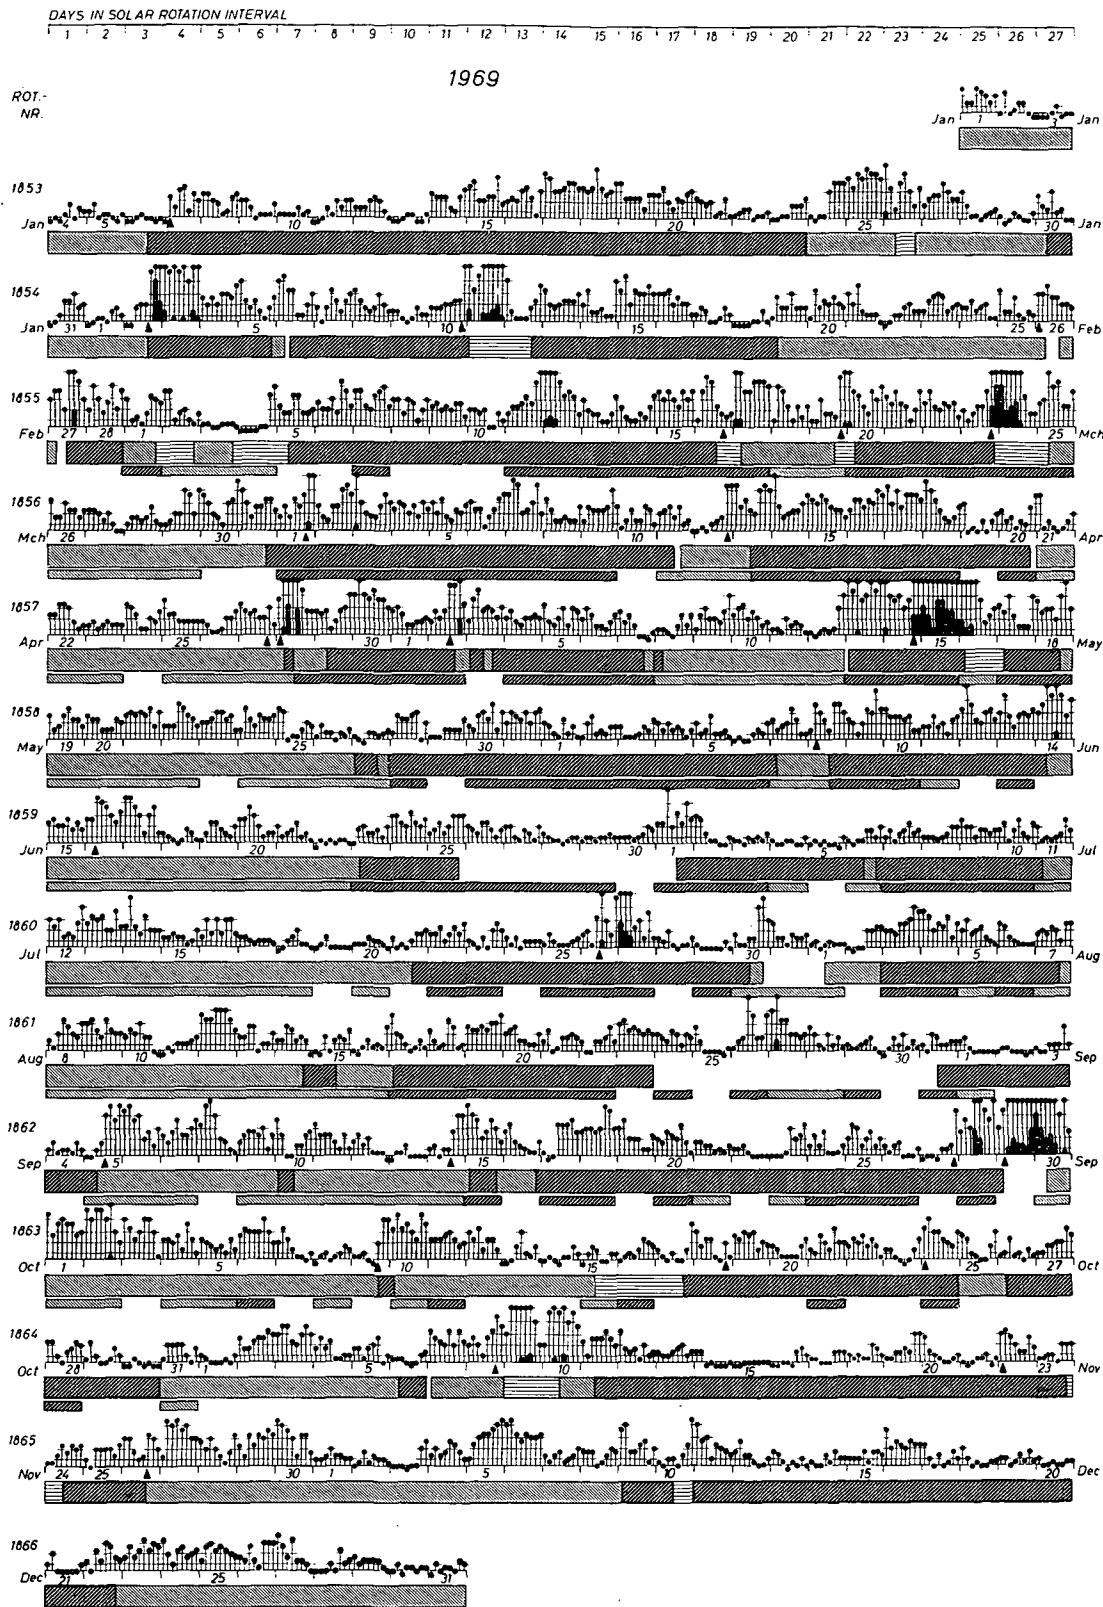 DAYS IN SOLAR ROTATION INTERVAL
1 2 3 4 5 6 7 8 9 10 11 12 13 14 15 16 17 18 19 20 21 22 23 24 25 26 27
1969
ROT.-
NR.
Jan 1 3 Jan
1853
Jan 4 5 10 15 20 25 30 Jan
1854
Jan 31 1 5 10 15 20 25 26 Feb
1855
Feb 27 28 1 5 10 15 20 25 Mch
1856
Mch 26 30 1 5 10 15 20 21 Apr
1857
Apr 22 25 30 1 5 10 15 18 May
1858
May 19 20 25 30 1 5 10 14 Jun
1859
Jun 15 20 25 30 1 5 10 11 Jul
1860
Jul 12 15 20 25 30 1 5 7 Aug
1861
Aug 8 10 15 20 25 30 1 3 Sep
1862
Sep 4 5 10 15 20 25 30 Sep
1863
Oct 1 5 10 15 20 25 27 Oct
1864
Oct 28 31 1 5 10 15 20 23 Nov
1865
Nov 24 25 30 1 5 10 15 20 Dec
1866
Dec 21 25 31